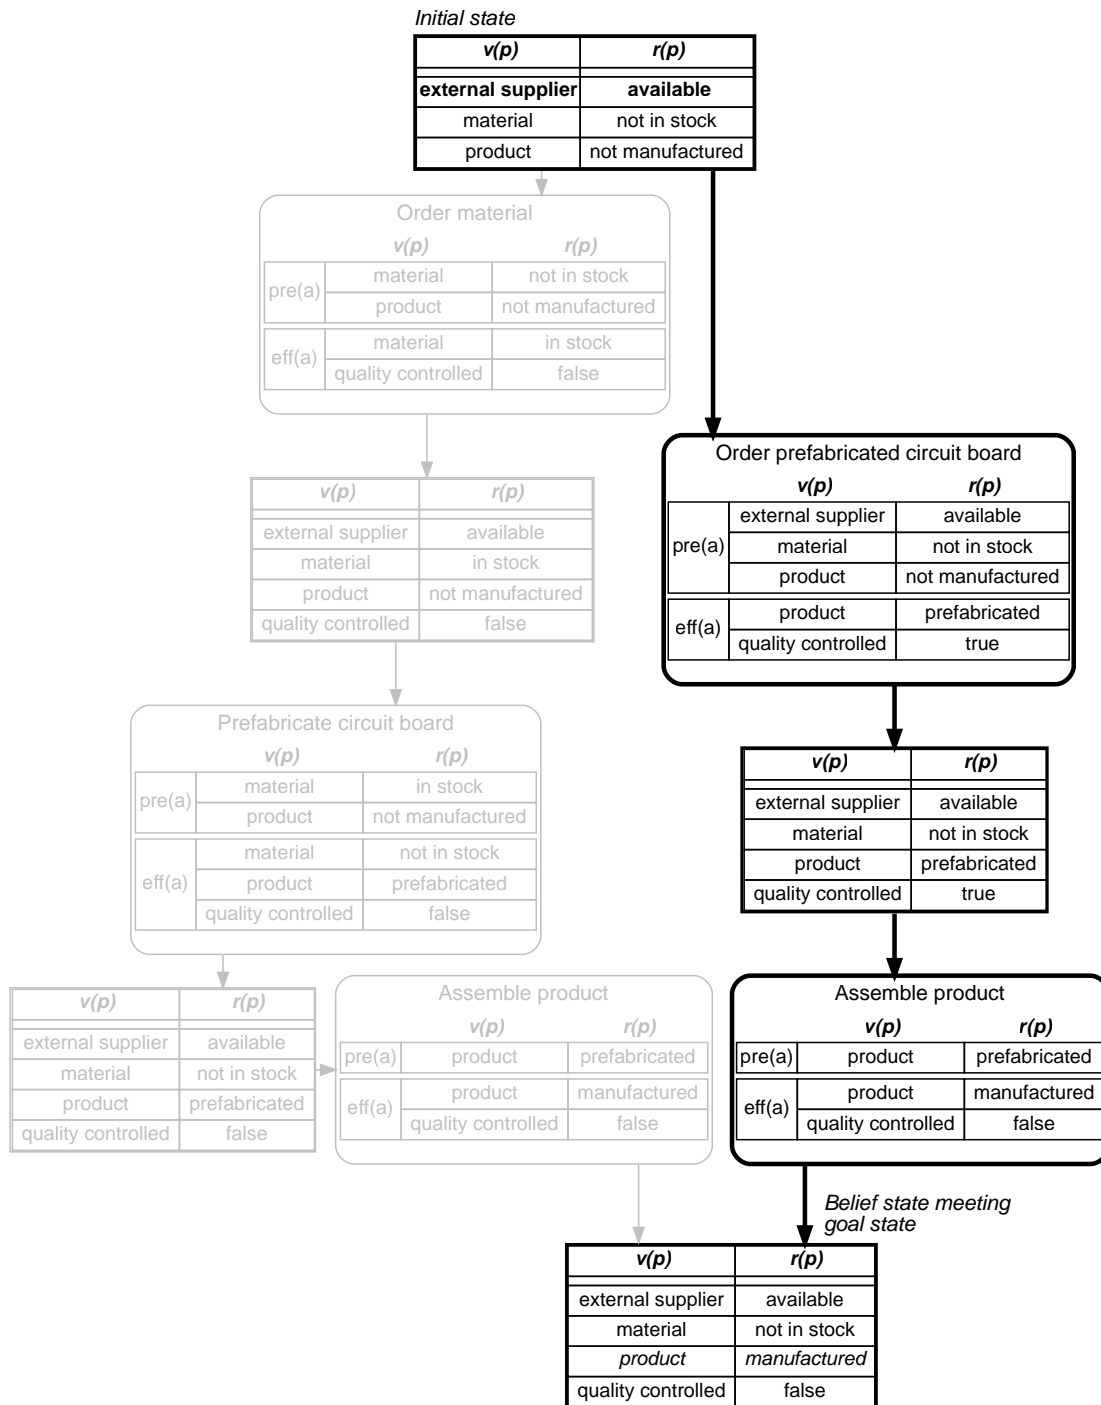 Initial state
v(p) r(p)
external supplier available
material not in stock
product not manufactured
Order material
v(p) r(p)
pre(a) material not in stock
product not manufactured
eff(a) material in stock
quality controlled false
Order prefabricated circuit board
v(p) r(p)
pre(a) external supplier available
material not in stock
product not manufactured
eff(a) product prefabricated
quality controlled true
v(p) r(p)
external supplier available
material in stock
product not manufactured
quality controlled false
Prefabricate circuit board
v(p) r(p)
pre(a) material in stock
product not manufactured
eff(a) material not in stock
product prefabricated
quality controlled false
v(p) r(p)
external supplier available
material not in stock
product prefabricated
quality controlled true
v(p) r(p)
external supplier available
material not in stock
product prefabricated
quality controlled false
Assemble product
v(p) r(p)
pre(a) product prefabricated
eff(a) product manufactured
quality controlled false
Assemble product
v(p) r(p)
pre(a) product prefabricated
eff(a) product manufactured
quality controlled false
Belief state meeting
goal state
v(p) r(p)
external supplier available
material not in stock
product manufactured
quality controlled false